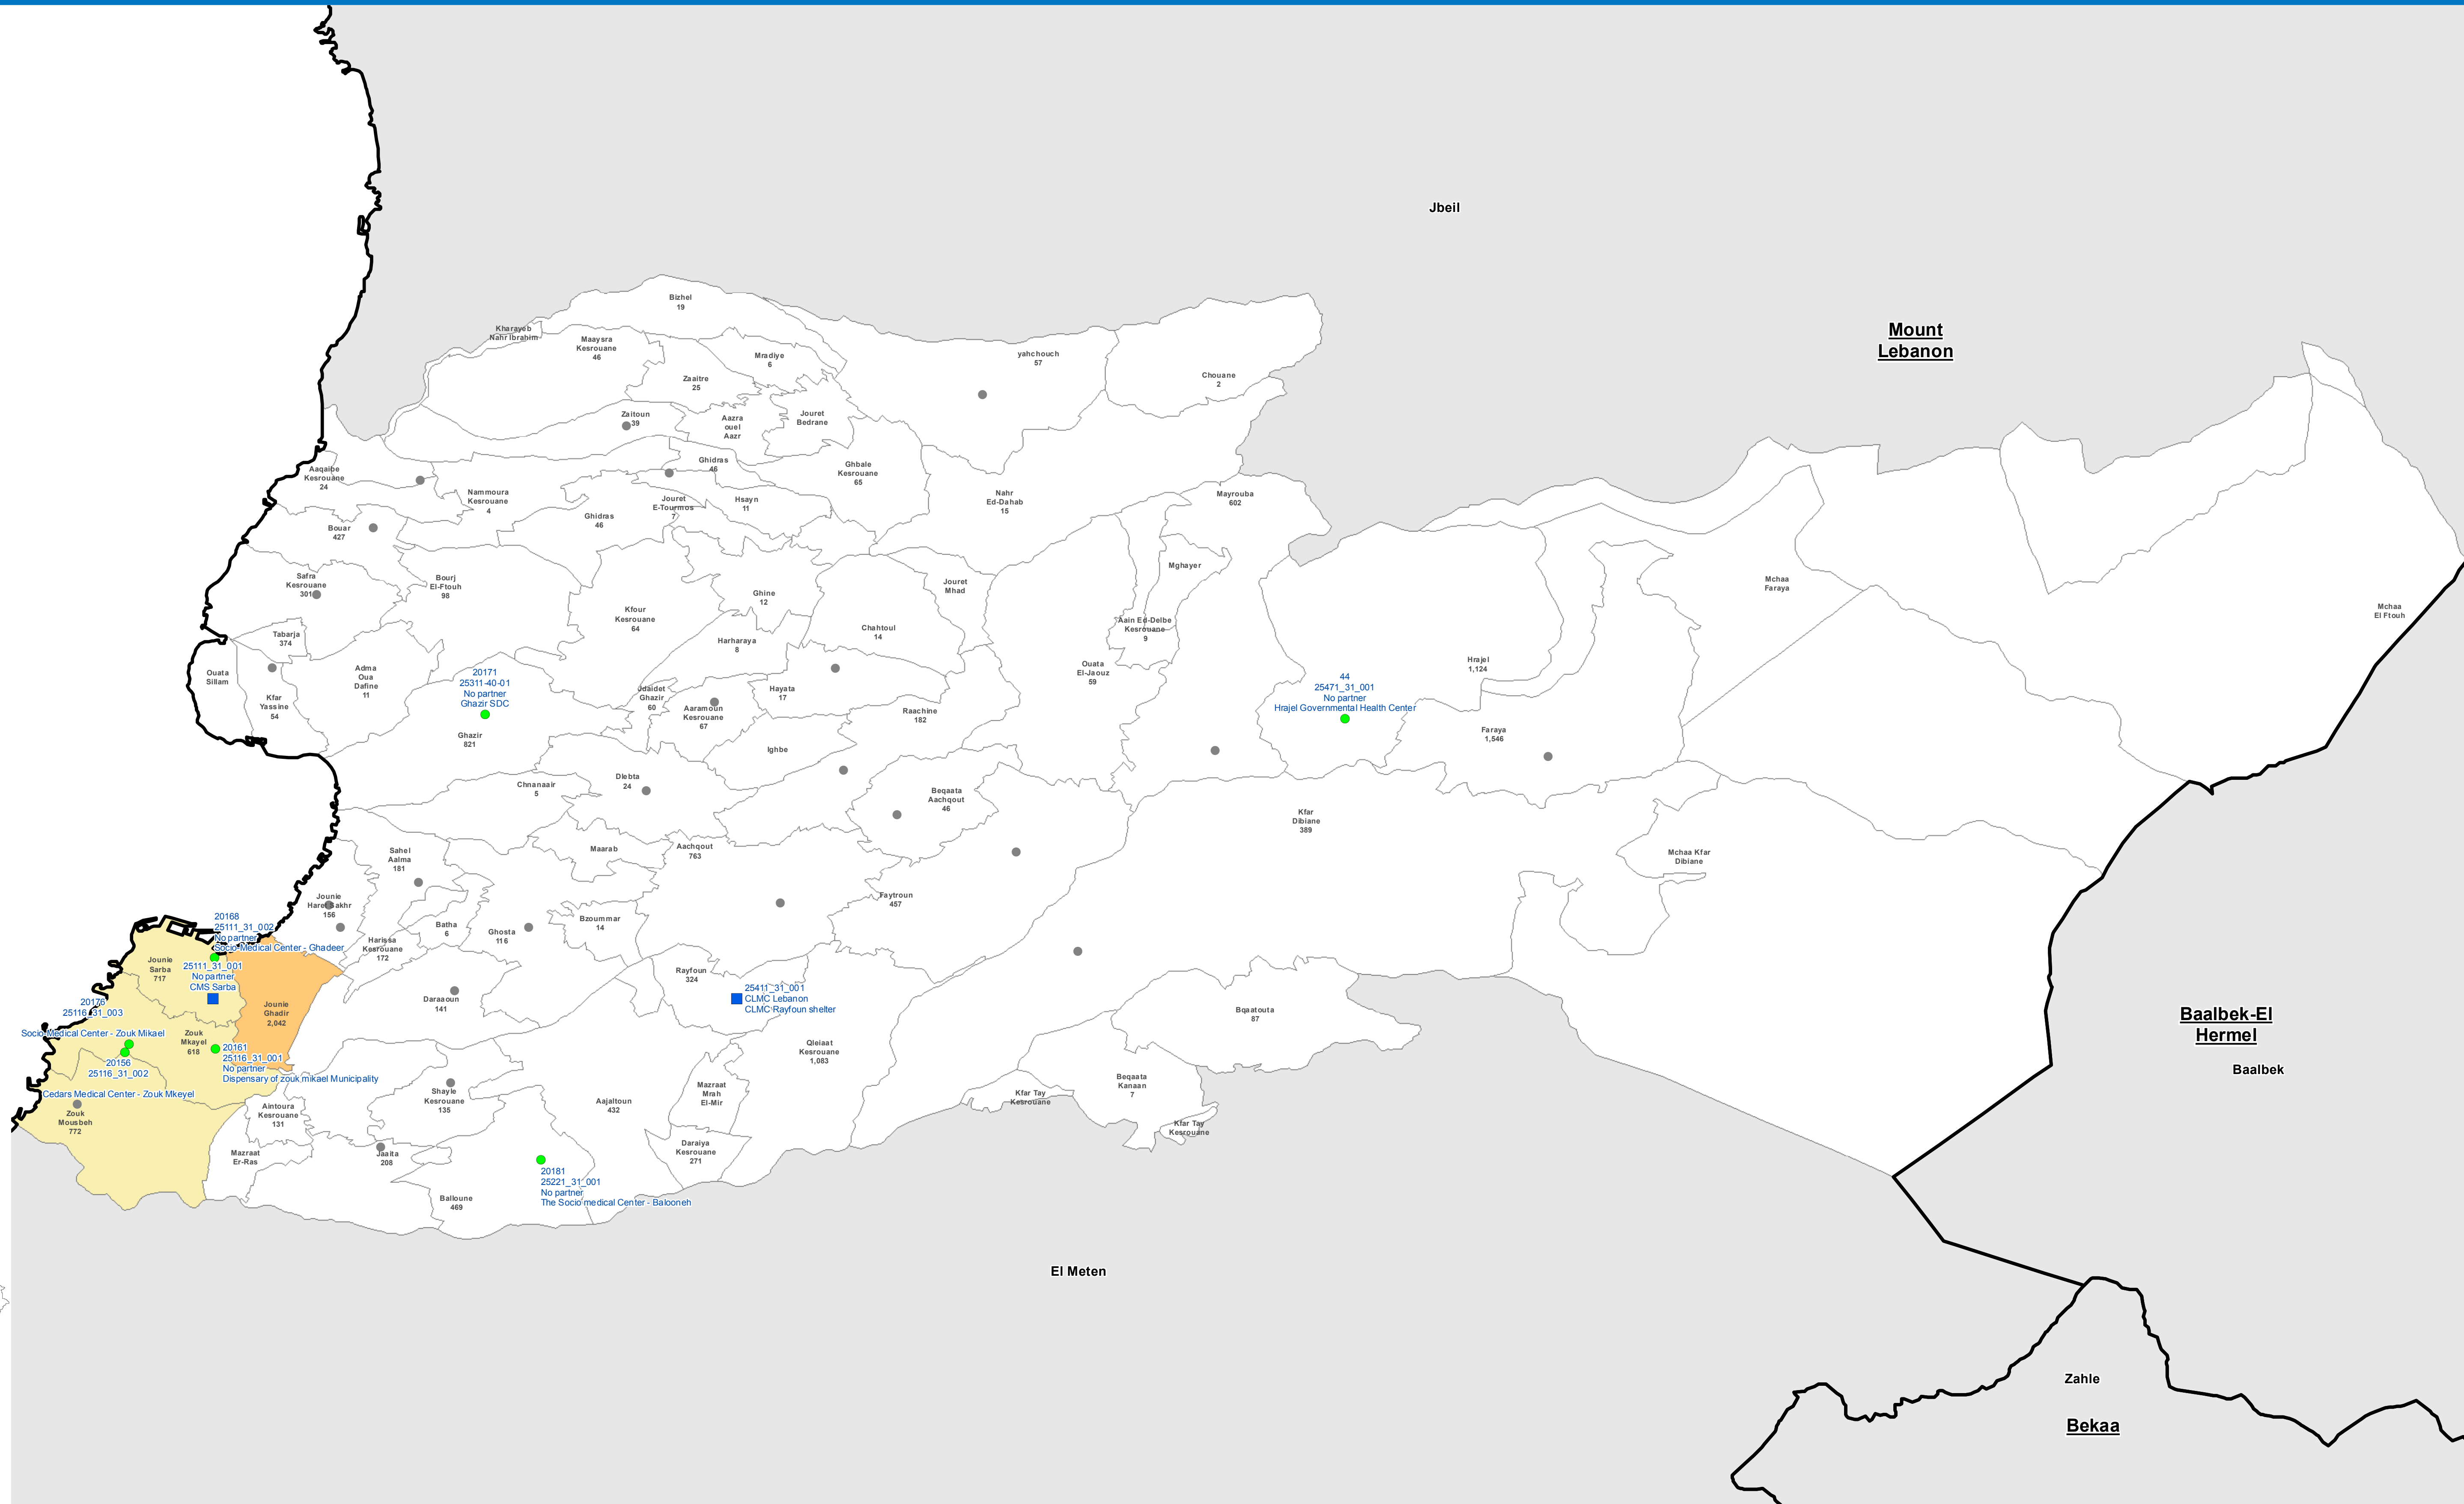 Jbeil
Mount
Lebanon
Bizhel
19
Kharayeb
Nahr Ibrahim
Maaysra
Kesrouane
46
Mradiye
6
yahchouch
57
Zaaitre
25
Chouane
2
Zaitoun
39
Aazra
ouel
Aazr
Jouret
Bedrane
Ghidras
46
Ghbale
Kesrouane
65
Aaqaibe
Kesrouane
24
Nammoura
Kesrouane
4
Jouret
E-Tourmos
7
Hsayn
11
Nahr
Ed-Dahab
15
Mayrouba
602
Ghidras
46
Bouar
427
Mghayer
Safra
Kesrouane
301
Bourj
El-Ftouh
98
Jouret
Mhad
Mchaa
Faraya
Mchaa
El Ftouh
Ghine
12
Kfour
Kesrouane
64
Aain Ed-Delbe
Kesrouane
9
Chahtoul
14
Tabarja
374
Harharaya
8
Ouata
Sillam
Adma
Oua
Dafine
11
Ouata
El-Jaouz
59
Hrajel
1,124
20171
25311-40-01
No partner
Ghazir SDC
44
25471_31_001
No partner
Hrajel Governmental Health Center
Kfar
Yassine
54
Jdaidet
Ghazir
60
Hayata
17
Aaramoun
Kesrouane
67
Raachine
182
Ghazir
821
Faraya
1,546
Ighbe
Dlebta
24
Chnanaair
5
Beqaata
Aachqout
46
Kfar
Dibiane
389
Sahel
Aalma
181
Maarab
Aachqout
763
Mchaa Kfar
Dibiane
Jounie
Haret Sakhr
156
Faytroun
457
20168
25111_31_002
No partner
Socio Medical Center - Ghadeer
Batha
6
Ghosta
116
Bzoummar
14
Harissa
Kesrouane
172
Jounie
Sarba
717
25111_31_001
No partner
CMS Sarba
Rayfoun
324
25411_31_001
CLMC Lebanon
CLMC Rayfoun shelter
Daraaoun
141
Jounie
Ghadir
2,042
20176
25116_31_003
Socio Medical Center - Zouk Mikael
Zouk
Mkayel
618
Bqaatouta
87
Baalbek-El
Hermel
Baalbek
Qleiaat
Kesrouane
1,083
20161
25116_31_001
No partner
Dispensary of zouk mikael Municipality
20156
25116_31_002
Cedars Medical Center - Zouk Mkeyel
Beqaata
Kanaan
7
Mazraat
Mrah
El-Mir
Shayle
Kesrouane
135
Kfar Tay
Kesrouane
Aajaltoun
432
Aintoura
Kesrouane
131
Zouk
Mousbeh
772
Kfar Tay
Kesrouane
Daraiya
Kesrouane
271
Mazraat
Er-Ras
Jaaita
208
20181
25221_31_001
No partner
The Socio medical Center - Balooneh
Balloune
469
El Meten
Zahle
Bekaa